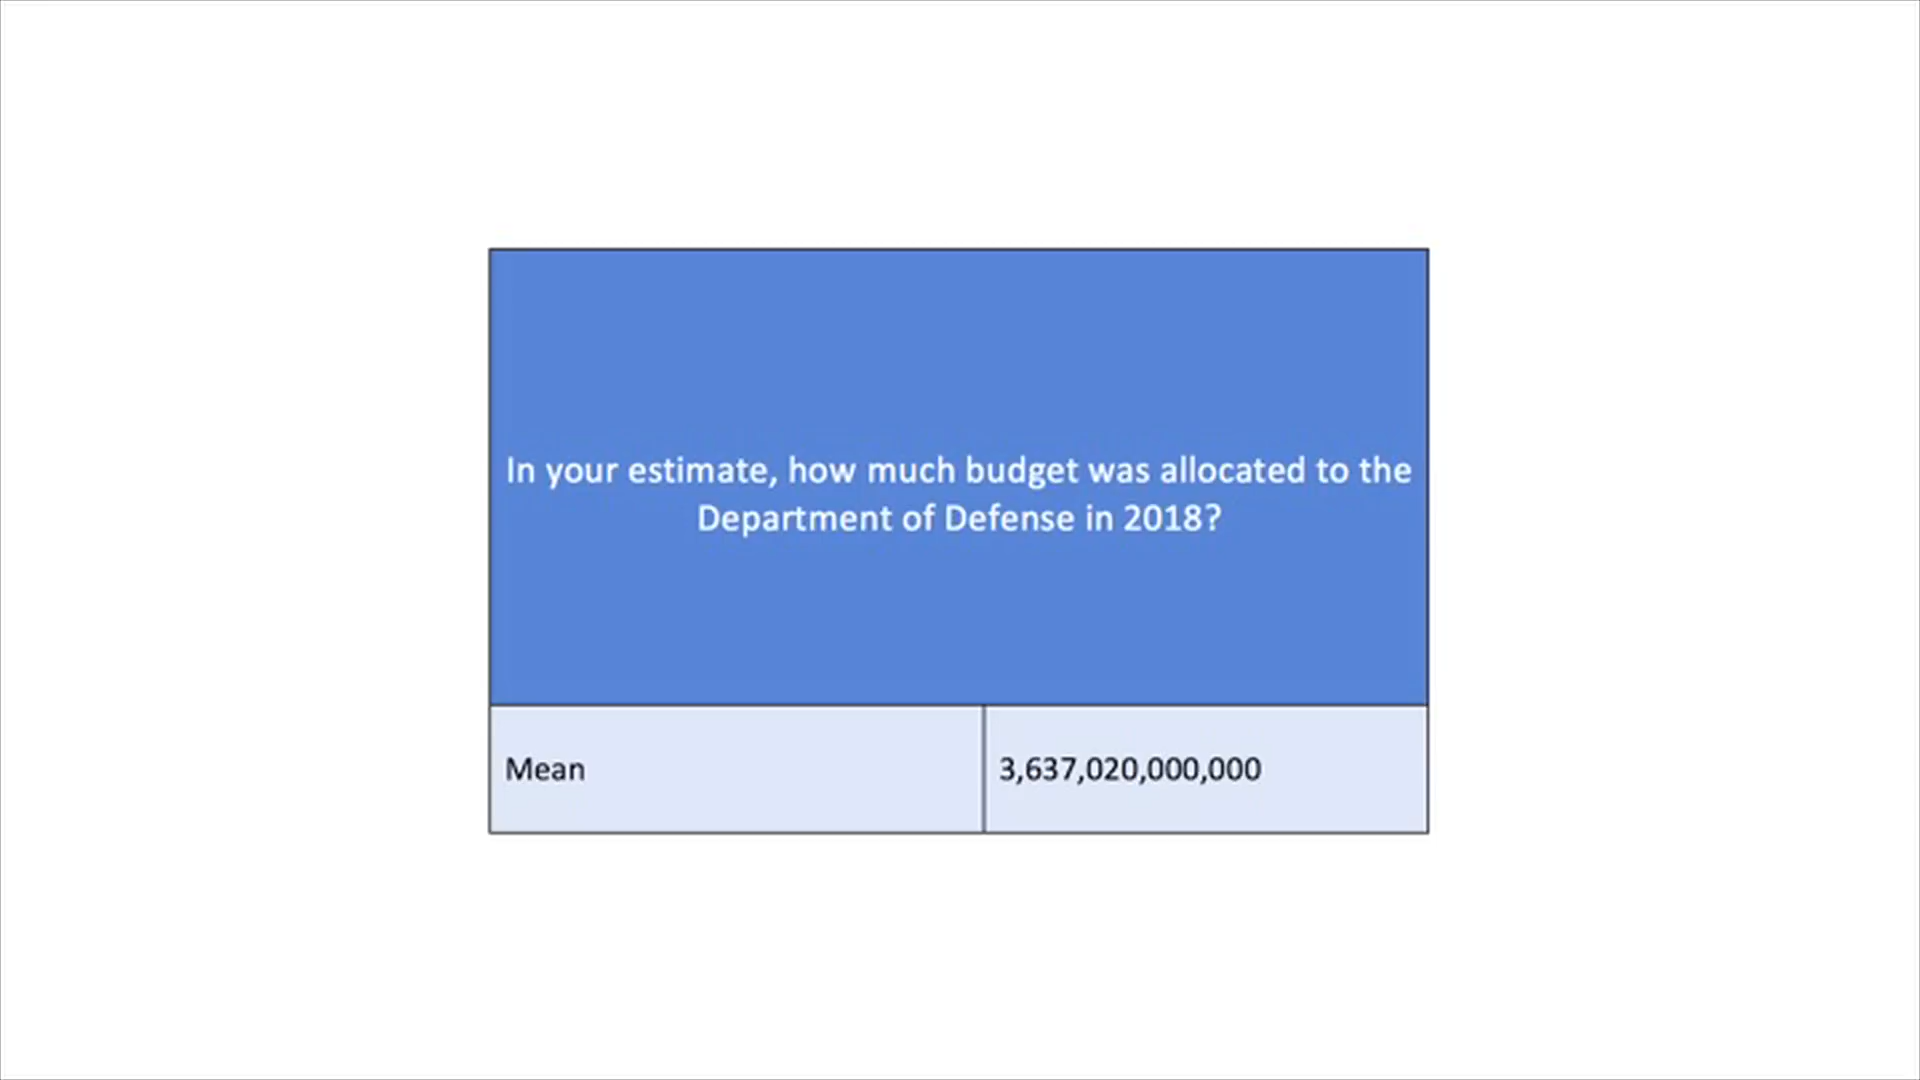 In your estimate, how much budget was allocated to the
Department of Defense in 2018?
Mean 3,637,020,000,000